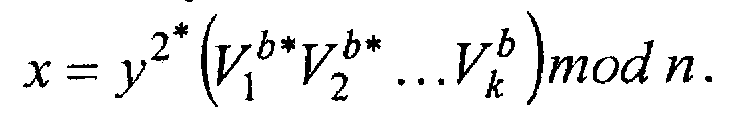 x = y^{2*}(V_1^{b*}V_2^{b*}...V_k^{b})mod n.